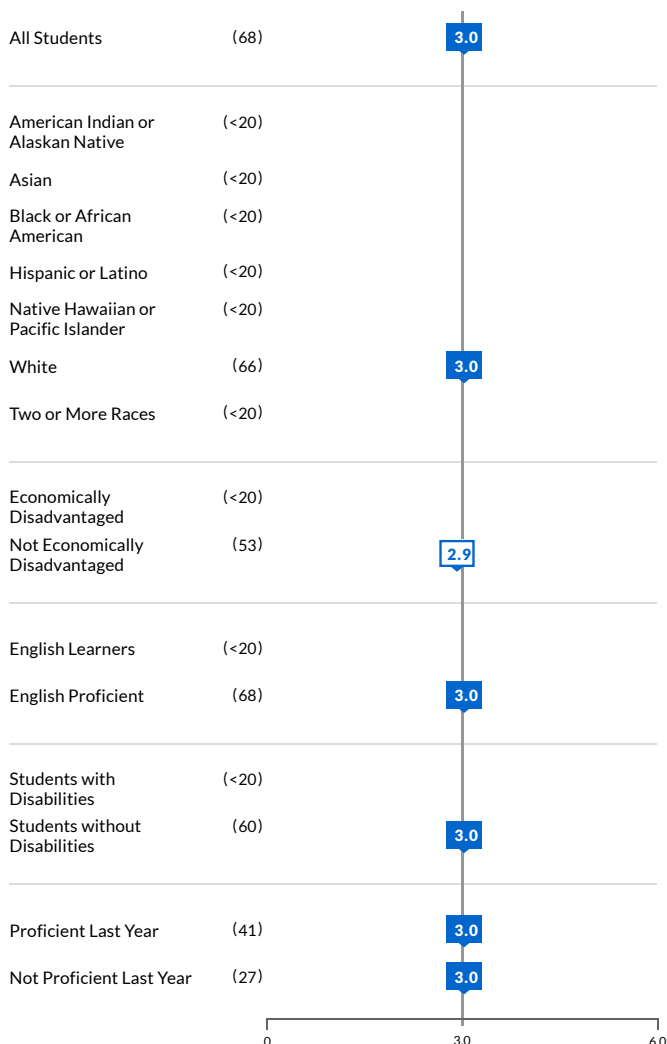 All Students (68) 3.0
American Indian or (<20)
Alaskan Native
Asian (<20)
Black or African (<20)
American
Hispanic or Latino (<20)
Native Hawaiian or (<20)
Pacific Islander
White (66) 3.0
Two or More Races (<20)
Economically (<20)
Disadvantaged
Not Economically (53) 2.9
Disadvantaged
English Learners (<20)
English Proficient (68) 3.0
Students with (<20)
Disabilities
Students without (60) 3.0
Disabilities
Proficient Last Year (41) 3.0
Not Proficient Last Year (27) 3.0
0 3.0 6.0